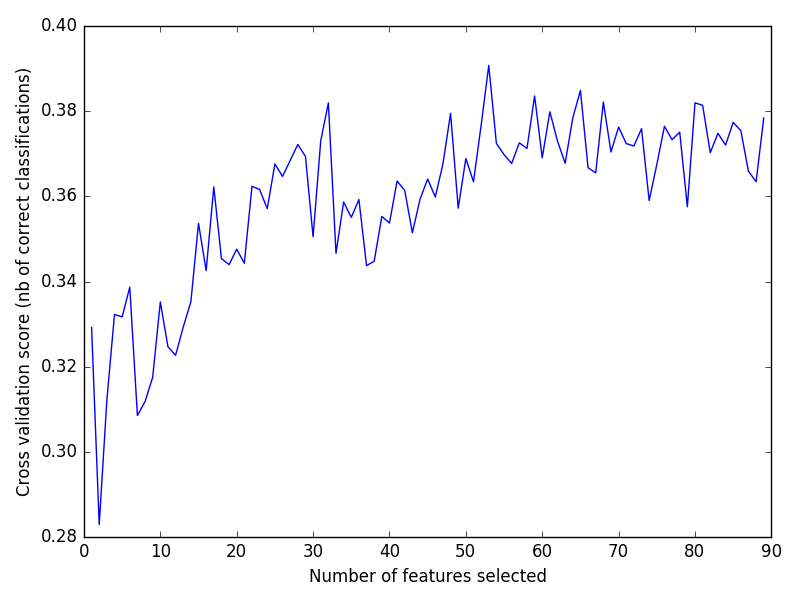 0.40
0.38
0.36
0.34
0.32
0.30
0.28
Cross validation score (nb of correct classifications)
0 10 20 30 40 50 60 70 80 90
Number of features selected